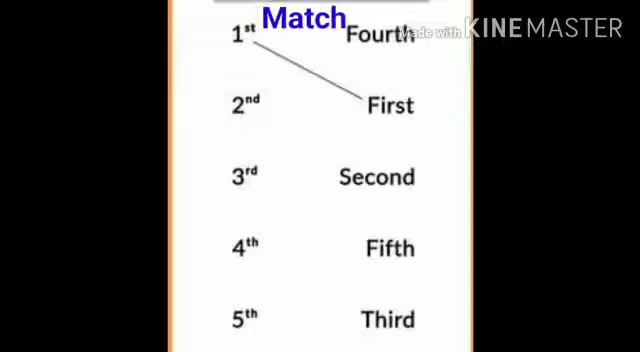 Match
1st Fourth
Made with KINEMASTER
2nd First
3rd Second
4th Fifth
5th Third